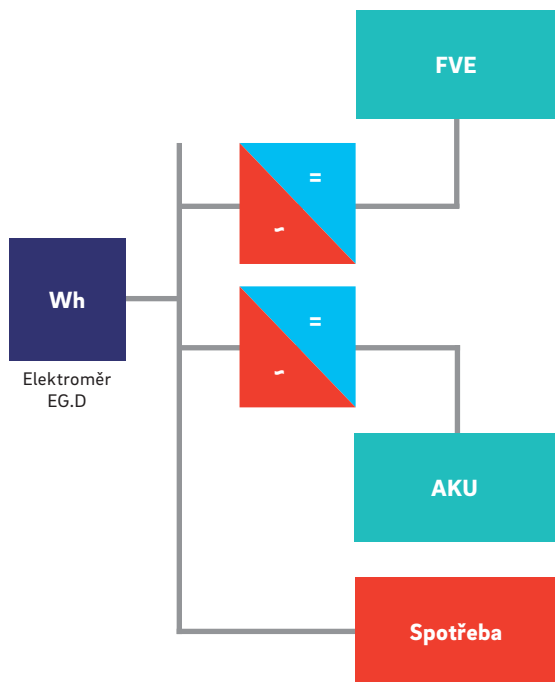 FVE
=
~
Wh
Elektroměr
EG.D
=
~
AKU
Spotřeba